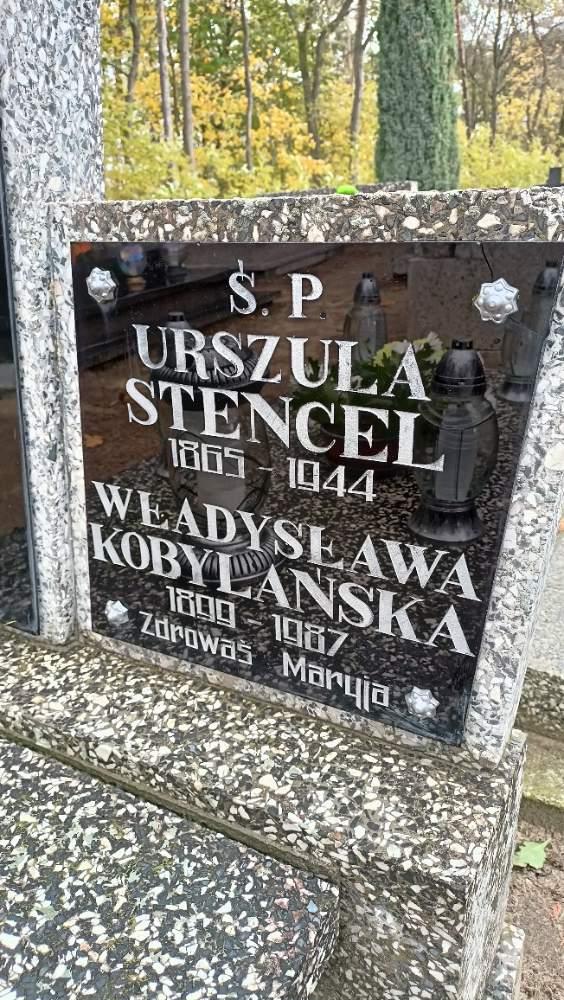 Ś. P.
URSZULA
STENCEL
1865 - 1944
WŁADYSŁAWA
KOBYLAŃSKA
1899 - 1987
Zdrowaś Maryja